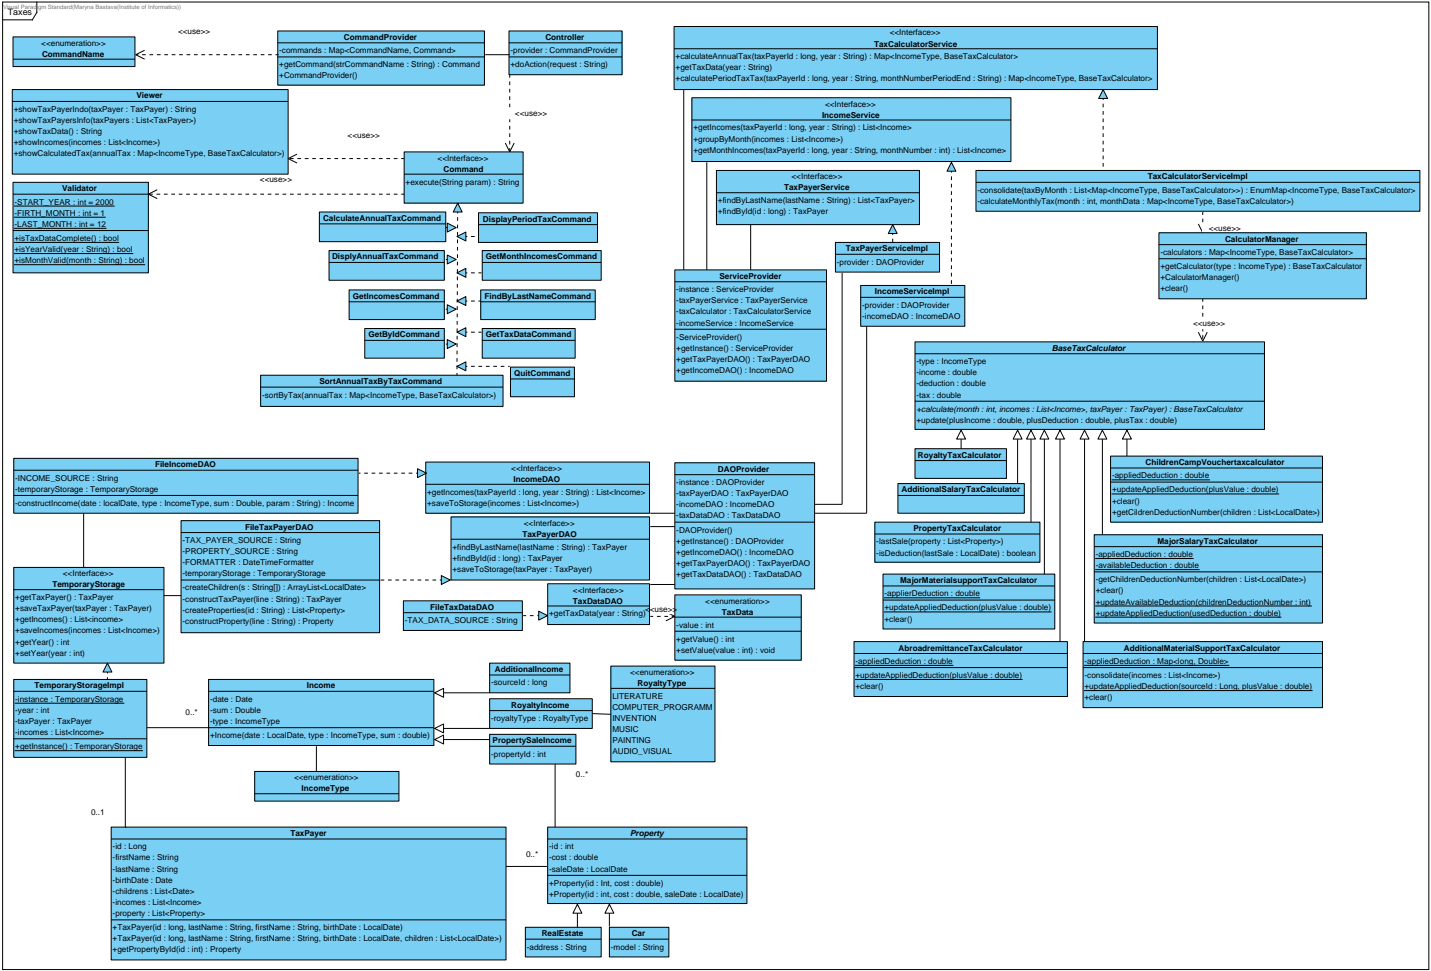 Visual Paradigm Standard(Maryna Bastava(Institute of Informatics))
Taxes
<<enumeration>>
CommandName
<<use>>
CommandProvider
-commands : Map<CommandName, Command>
+getCommand(strCommandName : String) : Command
+CommandProvider()
Controller
-provider : CommandProvider
+doAction(request : String)
<<use>>
Viewer
+showTaxPayerIndo(taxPayer : TaxPayer) : String
+showTaxPayersInfo(taxPayers : List<TaxPayer)
+showTaxData() : String
+showIncomes(incomes : List<Income>)
+showCalculatedTax(annualTax : Map<IncomeType, BaseTaxCalculator)
<<use>>
<<use>>
<<Interface>>
Command
+execute(String param) : String
Validator
-START_YEAR : int = 2000
-FIRTH_MONTH : int = 1
-LAST_MONTH : int = 12
+isTaxDataComplete() : bool
+isYearValid(year : String) : bool
+isMonthValid(month : String) : bool
CalculateAnnualTaxCommand
DisplayPeriodTaxCommand
DisplyAnnualTaxCommand
GetMonthIncomesCommand
GetIncomesCommand
FindByLastNameCommand
GetByIdCommand
GetTaxDataCommand
QuitCommand
SortAnnualTaxByTaxCommand
-sortByTax(annualTax : Map<IncomeType, BaseTaxCalculator>)
<<Interface>>
TaxCalculatorService
+calculateAnnualTax(taxPayerId : long, year : String) : Map<IncomeType, BaseTaxCalculator>
+getTaxData(year : String)
+calculatePeriodTaxTax(taxPayerId : long, year : String, monthNumberPeriodEnd : String) : Map<IncomeType, BaseTaxCalculator>
<<Interface>>
IncomeService
+getIncomes(taxPayerId : long, year : String) : List<Income>
+groupByMonth(incomes : List<Income>)
+getMonthIncomes(taxPayerId : long, year : String, monthNumber : int) : List<Income>
<<Interface>>
TaxPayerService
+findByLastName(lastName : String) : List<TaxPayer>
+findById(id : long) : TaxPayer
TaxCalculatorServiceImpl
-consolidate(taxByMonth : List<Map<IncomeType, BaseTaxCalculator>>) : EnumMap<IncomeType, BaseTaxCalculator>
-calculateMonthlyTax(month : int, monthData : Map<IncomeType, BaseTaxCalculator>)
<<use>>
TaxPayerServiceImpl
-provider : DAOProvider
CalculatorManager
-calculators : Map<IncomeType, BaseTaxCalculator>
+getCalculator(type : IncomeType) : BaseTaxCalculator
+CalculatorManager()
+clear()
ServiceProvider
-instance : ServiceProvider
-taxPayerService : TaxPayerService
-taxCalculator : TaxCalculatorService
-incomeService : IncomeService
-ServiceProvider()
+getInstance() : ServiceProvider
+getTaxPayerDAO() : TaxPayerDAO
+getIncomeDAO() : IncomeDAO
IncomeServiceImpl
-provider : DAOProvider
-incomeDAO : IncomeDAO
<<use>>
BaseTaxCalculator
-type : IncomeType
-income : double
-deduction : double
-tax : double
+calculate(month : int, incomes : List<Income>, taxPayer : TaxPayer) : BaseTaxCalculator
+update(plusIncome : double, plusDeduction : double, plusTax : double)
RoyaltyTaxCalculator
AdditionalSalaryTaxCalculator
ChildrenCampVouchertaxcalculator
-appliedDeduction : double
+updateAppliedDeduction(plusValue : double)
+clear()
+getCildrenDeductionNumber(children : List<LocalDate>)
PropertyTaxCalculator
-lastSale(property : List<Property>)
-isDeduction(lastSale : LocalDate) : boolean
MajorSalaryTaxCalculator
-appliedDeduction : double
-availableDeduction : double
-getChildrenDeductionNumber(children : List<LocalDate>)
+clear()
+updateAvailableDeduction(childrenDeductionNumber : int)
+updateAppliedDeduction(usedDeduction : double)
MajorMaterialsupportTaxCalculator
-applierDeduction : double
+updateAppliedDeduction(plusValue : double)
+clear()
AbroadremittanceTaxCalculator
-appliedDeduction : double
+updateAppliedDeduction(plusValue : double)
+clear()
AdditionalMaterialSupportTaxCalculator
-appliedDeduction : Map<long, Double>
-consolidate(incomes : List<Income>)
+updateAppliedDeduction(sourceId : Long, plusValue : double)
+clear()
FileIncomeDAO
-INCOME_SOURCE : String
-temporaryStorage : TemporaryStorage
-constructIncome(date : localDate, type : IncomeType, sum : Double, param : String) : Income
<<Interface>>
IncomeDAO
+getIncomes(taxPayerId : long, year : String) : List<Income>
+saveToStorage(incomes : List<Income>)
DAOProvider
-instance : DAOProvider
-taxPayerDAO : TaxPayerDAO
-incomeDAO : IncomeDAO
-taxDataDAO : TaxDataDAO
-DAOProvider()
+getInstance() : DAOProvider
+getIncomeDAO() : IncomeDAO
+getTaxPayerDAO() : TaxPayerDAO
+getTaxDataDAO() : TaxDataDAO
FileTaxPayerDAO
-TAX_PAYER_SOURCE : String
-PROPERTY_SOURCE : String
-FORMATTER : DateTimeFormatter
-temporaryStorage : TemporaryStorage
-createChildren(s : String[]) : ArrayList<LocalDate>
-constructTaxPayer(line : String) : TaxPayer
-createProperties(id : String) : List<Property>
-constructProperty(line : String) : Property
<<Interface>>
TaxPayerDAO
+findByLastName(lastName : String) : TaxPayer
+findById(id : long) : TaxPayer
+saveToStorage(taxPayer : TaxPayer)
<<Interface>>
TemporaryStorage
+getTaxPayer() : TaxPayer
+saveTaxPayer(taxPayer : TaxPayer)
+getIncomes() : List<income>
+saveIncomes(incomes : List<Income>)
+getYear() : int
+setYear(year : int)
FileTaxDataDAO
-TAX_DATA_SOURCE : String
<<Interface>>
TaxDataDAO
+getTaxData(year : String)
<<use>>
<<enumeration>>
TaxData
-value : int
+getValue() : int
+setValue(value : int) : void
TemporaryStorageImpl
-instance : TemporaryStorage
-year : int
-taxPayer : TaxPayer
-incomes : List<Income>
+getInstance() : TemporaryStorage
0..*
Income
-date : Date
-sum : Double
-type : IncomeType
+Income(date : LocalDate, type : IncomeType, sum : double)
AdditionalIncome
-sourceId : long
RoyaltyIncome
-royaltyType : RoyaltyType
PropertySaleIncome
-propertyId : int
<<enumeration>>
RoyaltyType
LITERATURE
COMPUTER_PROGRAMM
INVENTION
MUSIC
PAINTING
AUDIO_VISUAL
<<enumeration>>
IncomeType
0..*
0..1
TaxPayer
-id : Long
-firstName : String
-lastName : String
-birthDate : Date
-childrens : List<Date>
-incomes : List<Income>
-property : List<Property>
+TaxPayer(id : long, lastName : String, firstName : String, birthDate : LocalDate)
+TaxPayer(id : long, lastName : String, firstName : String, birthDate : LocalDate, children : List<LocalDate>)
+getPropertyById(id : int) : Property
0..*
Property
-id : int
-cost : double
-saleDate : LocalDate
+Property(id : Int, cost : double)
+Property(id : int, cost : double, saleDate : LocalDate)
RealEstate
-address : String
Car
-model : String